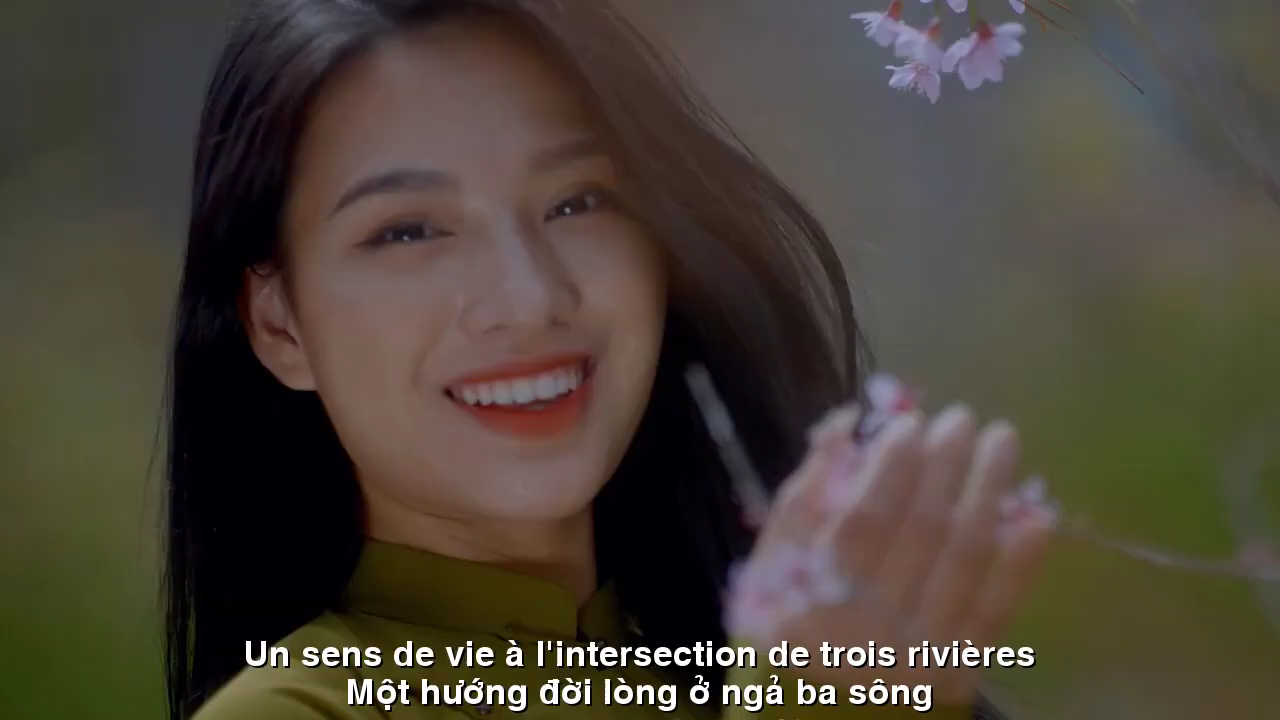 Un sens de vie à l'intersection de trois rivières
Một hướng đời lòng ở ngả ba sông